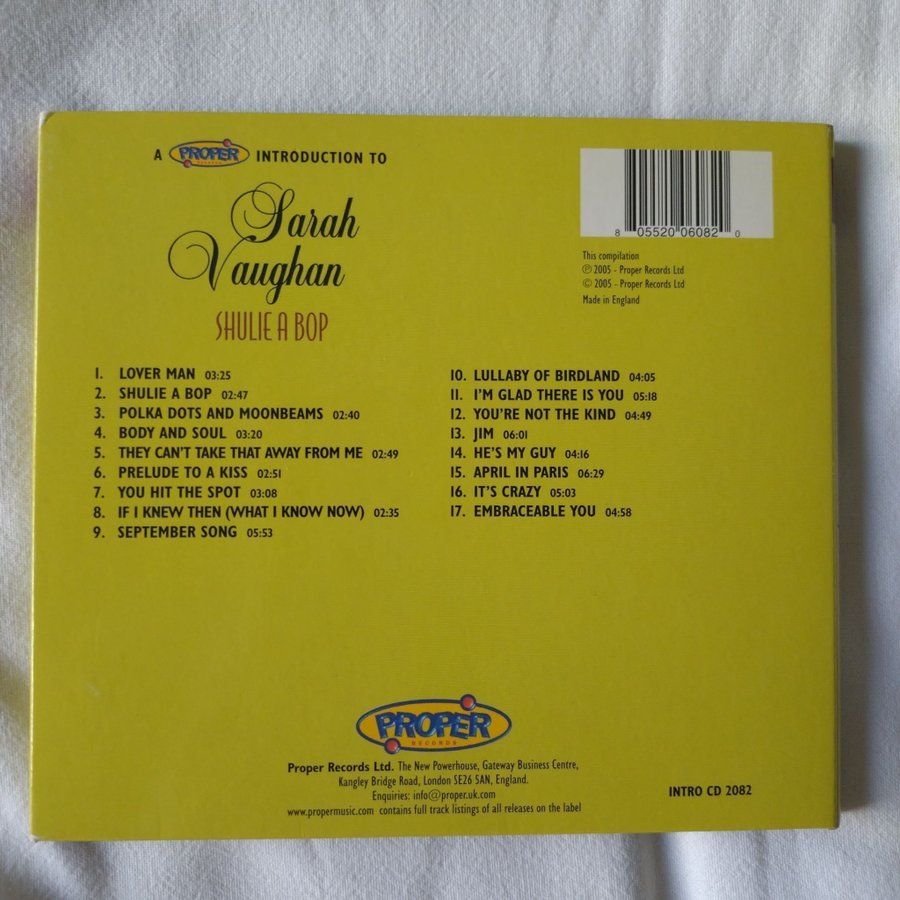 A PROPER RECORDS INTRODUCTION TO
Sarah
Vaughan
SHULIE A BOP
8 05520 06082 0
This compilation
℗ 2005 - Proper Records Ltd
© 2005 - Proper Records Ltd
Made in England
1. LOVER MAN 03:25
2. SHULIE A BOP 02:47
3. POLKA DOTS AND MOONBEAMS 02:40
4. BODY AND SOUL 03:20
5. THEY CAN'T TAKE THAT AWAY FROM ME 02:49
6. PRELUDE TO A KISS 02:51
7. YOU HIT THE SPOT 03:08
8. IF I KNEW THEN (WHAT I KNOW NOW) 02:35
9. SEPTEMBER SONG 05:53
10. LULLABY OF BIRDLAND 04:05
11. I'M GLAD THERE IS YOU 05:18
12. YOU'RE NOT THE KIND 04:49
13. JIM 06:01
14. HE'S MY GUY 04:16
15. APRIL IN PARIS 06:29
16. IT'S CRAZY 05:03
17. EMBRACEABLE YOU 04:58
PROPER
RECORDS
Proper Records Ltd. The New Powerhouse, Gateway Business Centre,
Kangley Bridge Road, London SE26 5AN, England.
Enquiries: info@proper.uk.com
www.propermusic.com contains full track listings of all releases on the label
INTRO CD 2082